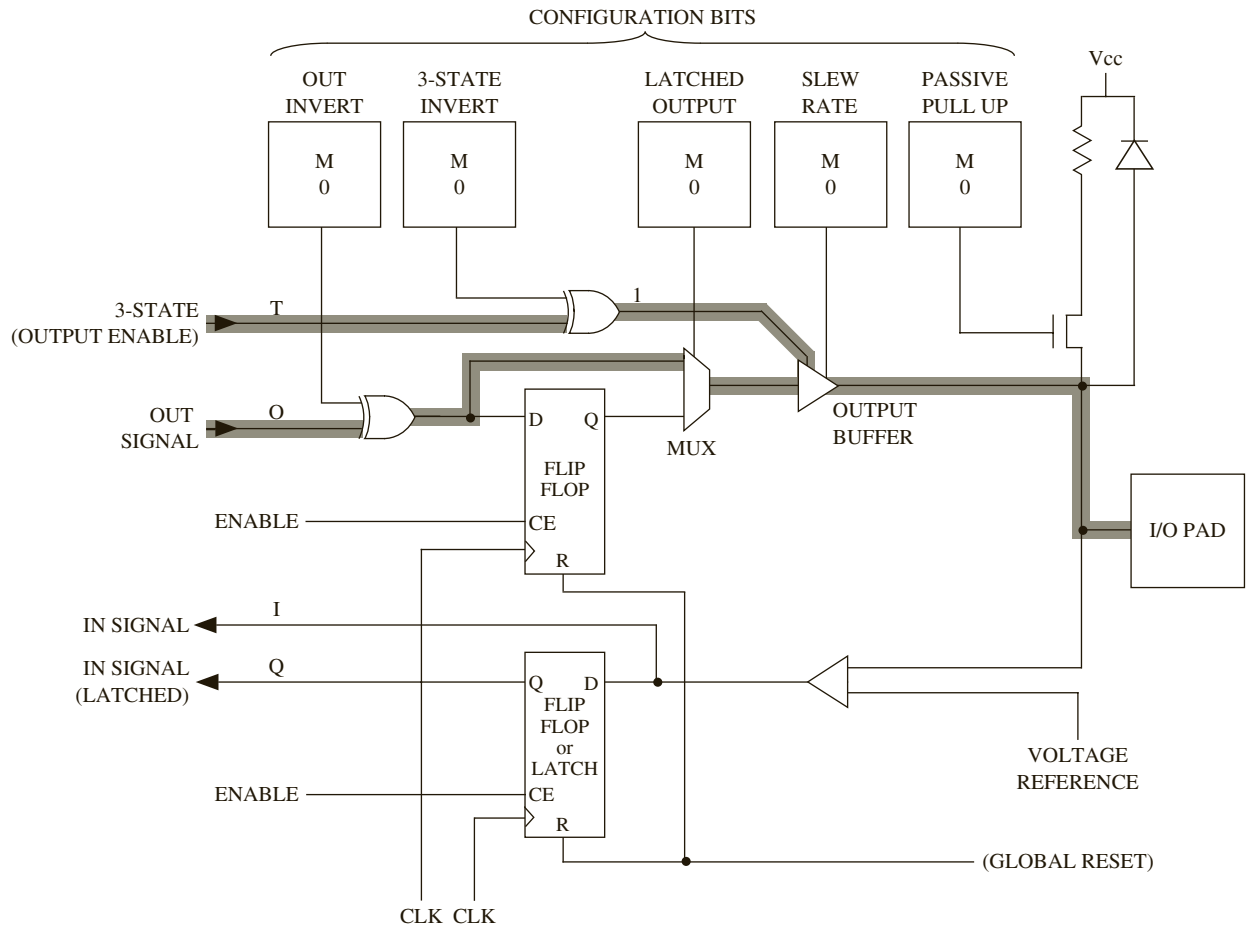 CONFIGURATION BITS
Vcc
OUT
INVERT
3-STATE
INVERT
LATCHED
OUTPUT
SLEW
RATE
PASSIVE
PULL UP
M
0
M
0
M
0
M
0
M
0
3-STATE
(OUTPUT ENABLE)
T
1
OUT
SIGNAL
O
D
Q
FLIP
FLOP
CE
R
MUX
OUTPUT
BUFFER
ENABLE
I/O PAD
IN SIGNAL
I
IN SIGNAL
(LATCHED)
Q
Q
D
FLIP
FLOP
or
LATCH
CE
R
ENABLE
VOLTAGE
REFERENCE
(GLOBAL RESET)
CLK
CLK